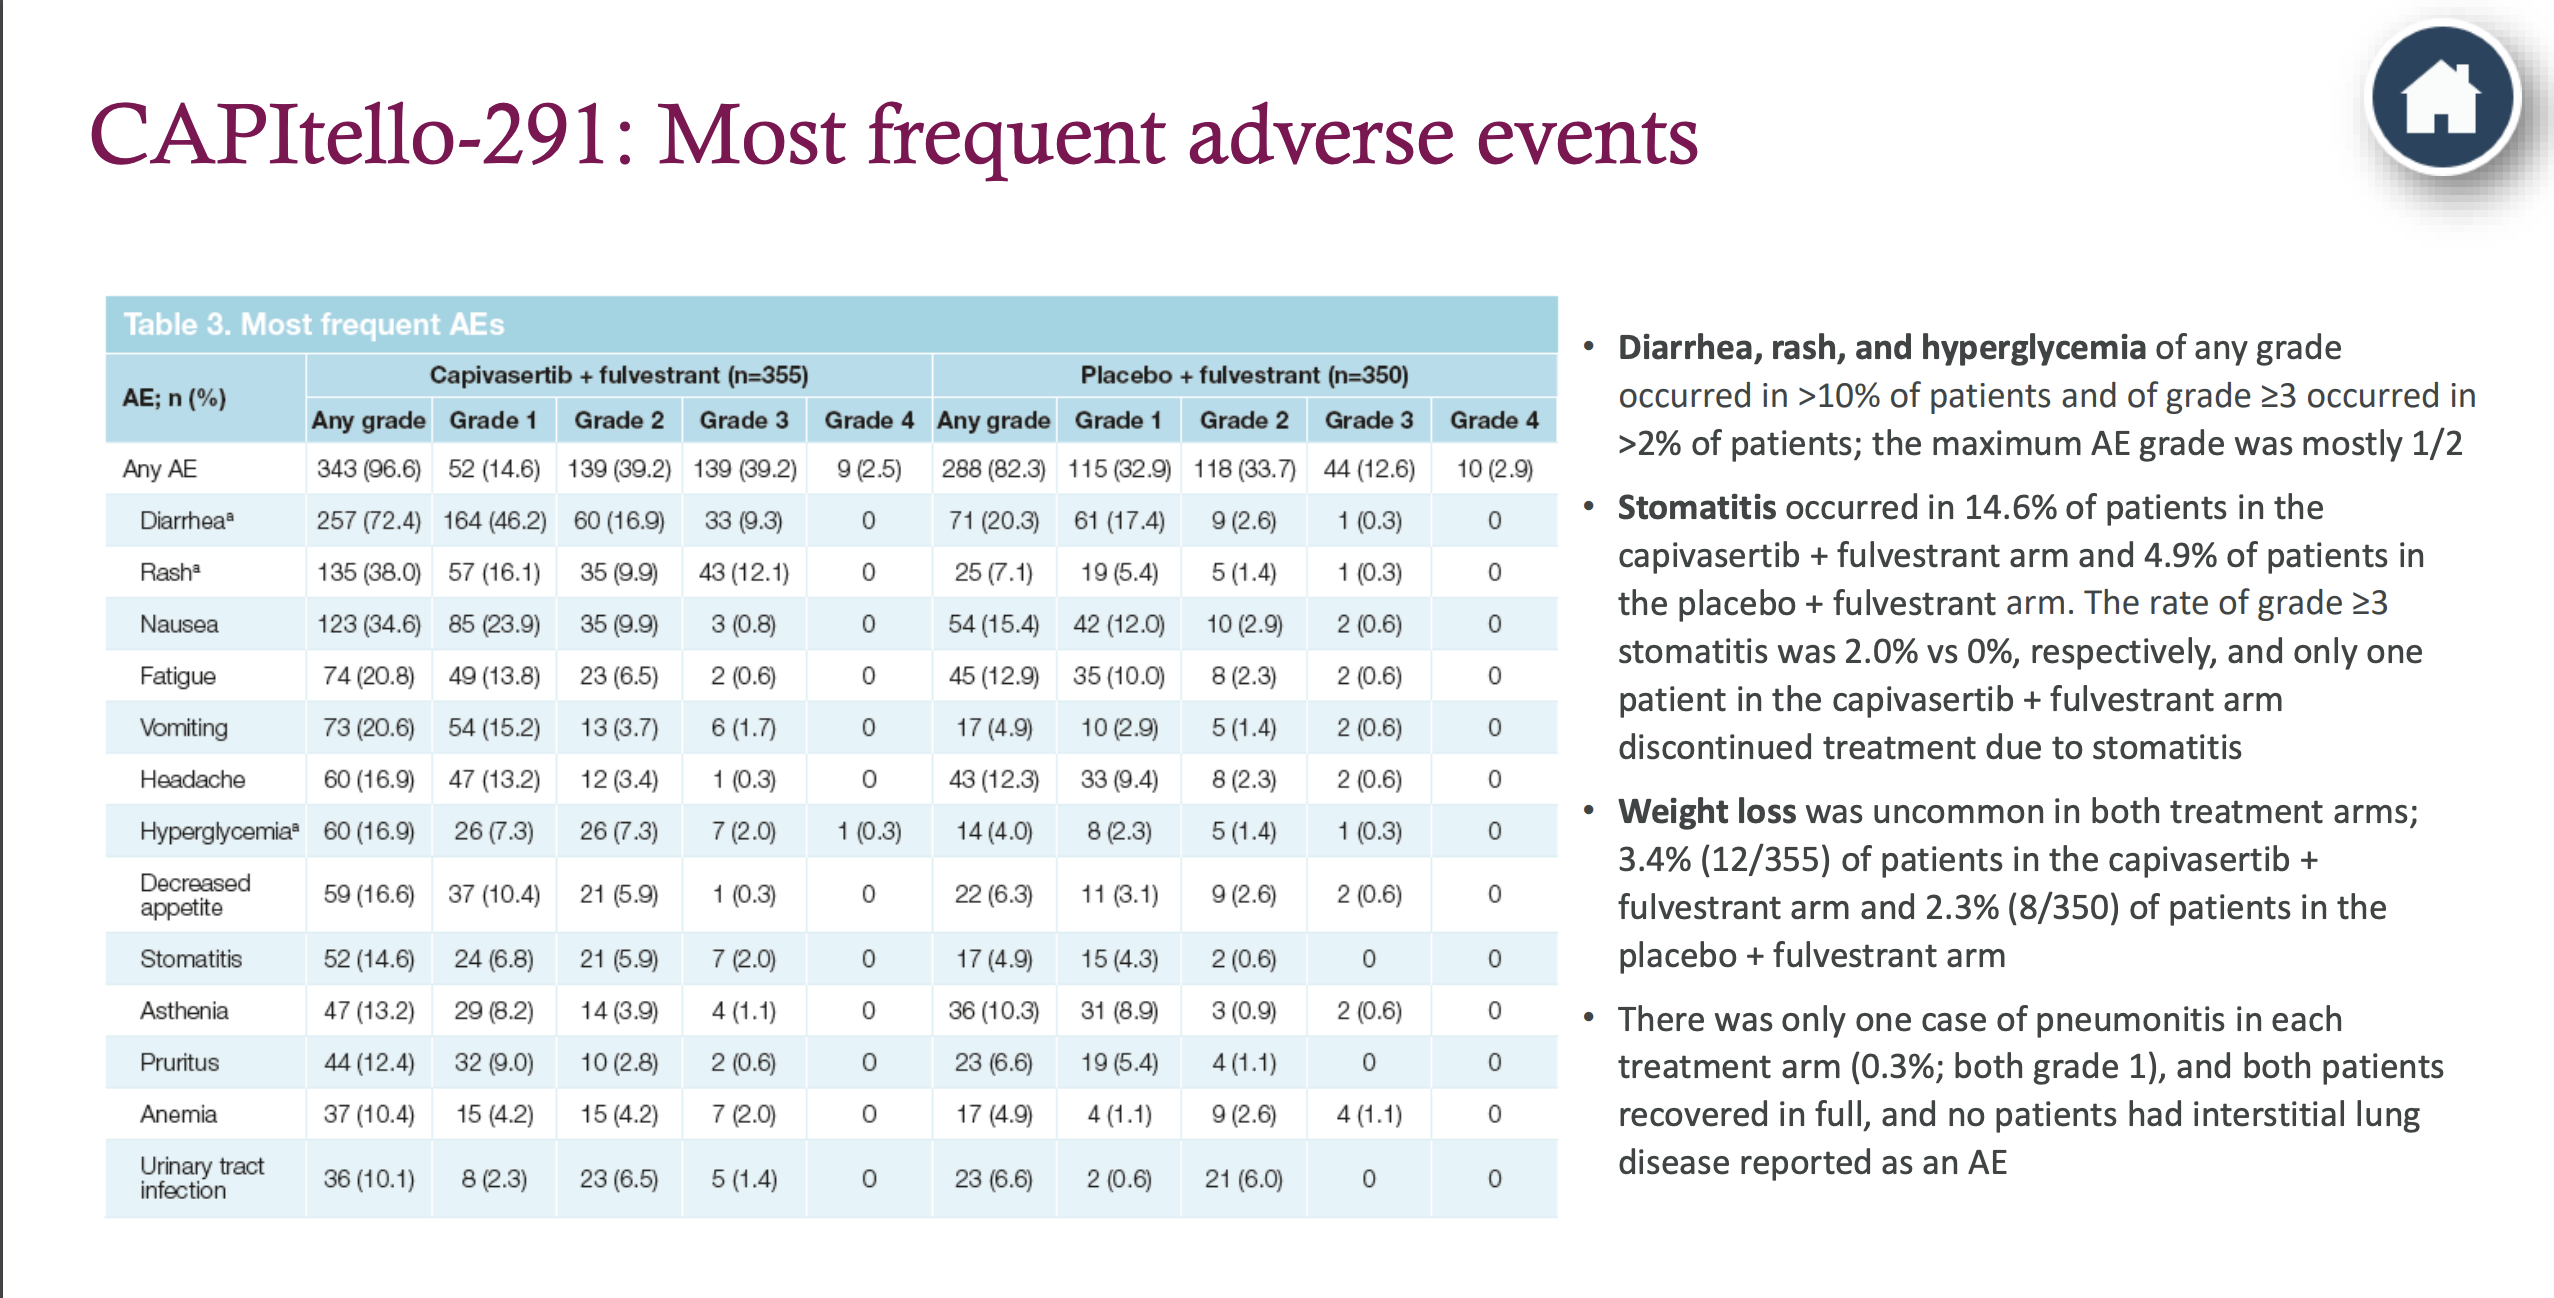 CAPItello-291: Most frequent adverse events
Table 3. Most frequent AEs
AE; n (%) Capivasertib + fulvestrant (n=355) Placebo + fulvestrant (n=350)
Any grade Grade 1 Grade 2 Grade 3 Grade 4 Any grade Grade 1 Grade 2 Grade 3 Grade 4
Any AE 343 (96.6) 52 (14.6) 139 (39.2) 139 (39.2) 9 (2.5) 288 (82.3) 115 (32.9) 118 (33.7) 44 (12.6) 10 (2.9)
Diarrheaᵃ 257 (72.4) 164 (46.2) 60 (16.9) 33 (9.3) 0 71 (20.3) 61 (17.4) 9 (2.6) 1 (0.3) 0
Rashᵃ 135 (38.0) 57 (16.1) 35 (9.9) 43 (12.1) 0 25 (7.1) 19 (5.4) 5 (1.4) 1 (0.3) 0
Nausea 123 (34.6) 85 (23.9) 35 (9.9) 3 (0.8) 0 54 (15.4) 42 (12.0) 10 (2.9) 2 (0.6) 0
Fatigue 74 (20.8) 49 (13.8) 23 (6.5) 2 (0.6) 0 45 (12.9) 35 (10.0) 8 (2.3) 2 (0.6) 0
Vomiting 73 (20.6) 54 (15.2) 13 (3.7) 6 (1.7) 0 17 (4.9) 10 (2.9) 5 (1.4) 2 (0.6) 0
Headache 60 (16.9) 47 (13.2) 12 (3.4) 1 (0.3) 0 43 (12.3) 33 (9.4) 8 (2.3) 2 (0.6) 0
Hyperglycemiaᵃ 60 (16.9) 26 (7.3) 26 (7.3) 7 (2.0) 1 (0.3) 14 (4.0) 8 (2.3) 5 (1.4) 1 (0.3) 0
Decreased
appetite 59 (16.6) 37 (10.4) 21 (5.9) 1 (0.3) 0 22 (6.3) 11 (3.1) 9 (2.6) 2 (0.6) 0
Stomatitis 52 (14.6) 24 (6.8) 21 (5.9) 7 (2.0) 0 17 (4.9) 15 (4.3) 2 (0.6) 0 0
Asthenia 47 (13.2) 29 (8.2) 14 (3.9) 4 (1.1) 0 36 (10.3) 31 (8.9) 3 (0.9) 2 (0.6) 0
Pruritus 44 (12.4) 32 (9.0) 10 (2.8) 2 (0.6) 0 23 (6.6) 19 (5.4) 4 (1.1) 0 0
Anemia 37 (10.4) 15 (4.2) 15 (4.2) 7 (2.0) 0 17 (4.9) 4 (1.1) 9 (2.6) 4 (1.1) 0
Urinary tract
infection 36 (10.1) 8 (2.3) 23 (6.5) 5 (1.4) 0 23 (6.6) 2 (0.6) 21 (6.0) 0 0
• Diarrhea, rash, and hyperglycemia of any grade
occurred in >10% of patients and of grade ≥3 occurred in
>2% of patients; the maximum AE grade was mostly 1/2
• Stomatitis occurred in 14.6% of patients in the
capivasertib + fulvestrant arm and 4.9% of patients in
the placebo + fulvestrant arm. The rate of grade ≥3
stomatitis was 2.0% vs 0%, respectively, and only one
patient in the capivasertib + fulvestrant arm
discontinued treatment due to stomatitis
• Weight loss was uncommon in both treatment arms;
3.4% (12/355) of patients in the capivasertib +
fulvestrant arm and 2.3% (8/350) of patients in the
placebo + fulvestrant arm
• There was only one case of pneumonitis in each
treatment arm (0.3%; both grade 1), and both patients
recovered in full, and no patients had interstitial lung
disease reported as an AE